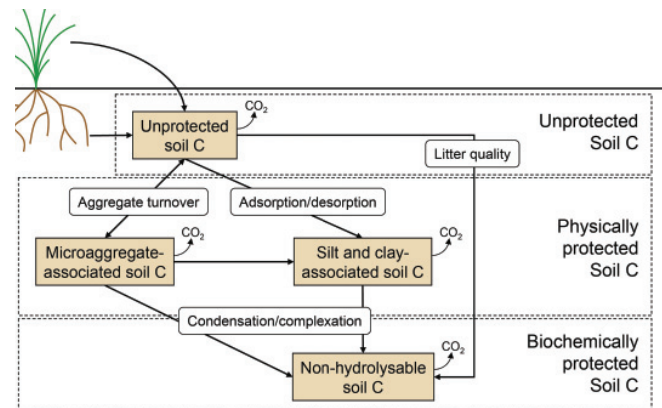 CO2
Unprotected
soil C
Unprotected
Soil C
Litter quality
Aggregate turnover
Adsorption/desorption
CO2
CO2
Microaggregate-
associated soil C
Silt and clay-
associated soil C
Physically
protected
Soil C
Condensation/complexation
CO2
Non-hydrolysable
soil C
Biochemically
protected
Soil C